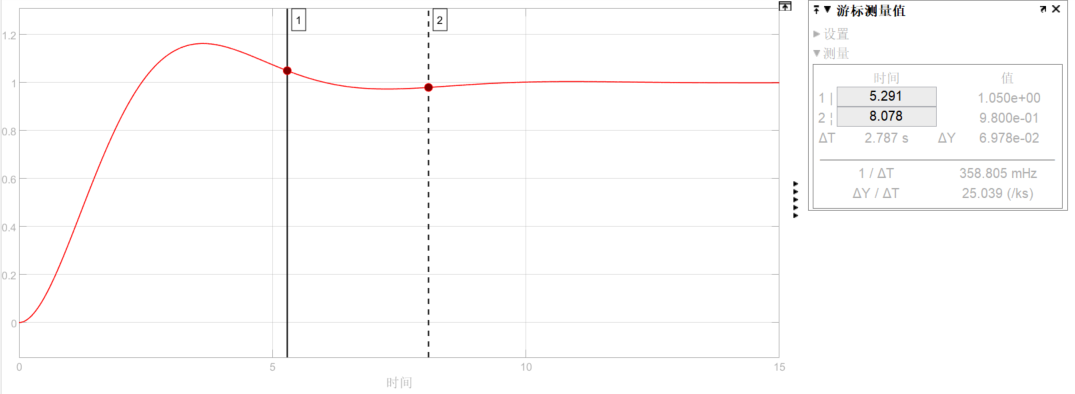 1
2
1.2
1
0.8
0.6
0.4
0.2
0
0
5
10
15
时间
游标测量值
设置
测量
时间 值
1 | 5.291 1.050e+00
2 ¦ 8.078 9.800e-01
ΔT 2.787 s ΔY 6.978e-02
1 / ΔT 358.805 mHz
ΔY / ΔT 25.039 (/ks)